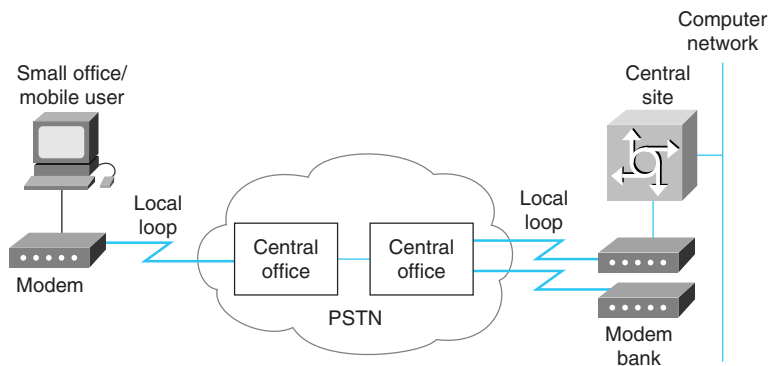 Computer
network
Small office/
mobile user
Central
site
Local
loop
Local
loop
Central
office
Central
office
Modem
PSTN
Modem
bank